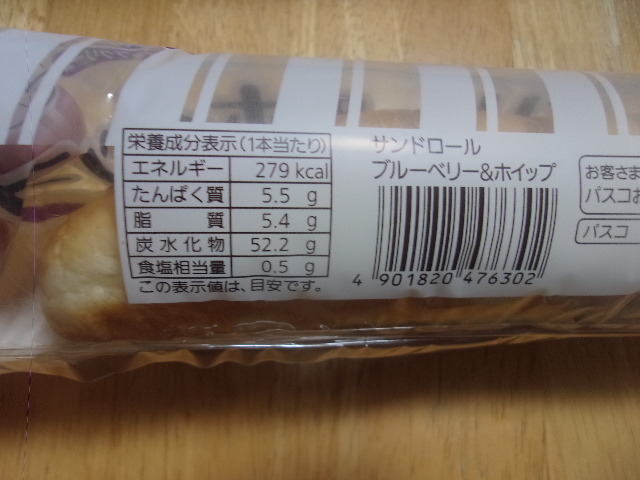 栄養成分表示(1本当たり)
エネルギー 279 kcal
たんぱく質 5.5 g
脂質 5.4 g
炭水化物 52.2 g
食塩相当量 0.5 g
この表示値は、目安です。
サンドロール
ブルーベリー&ホイップ
4 901820 476302
お客さま
パスコお
パスコ